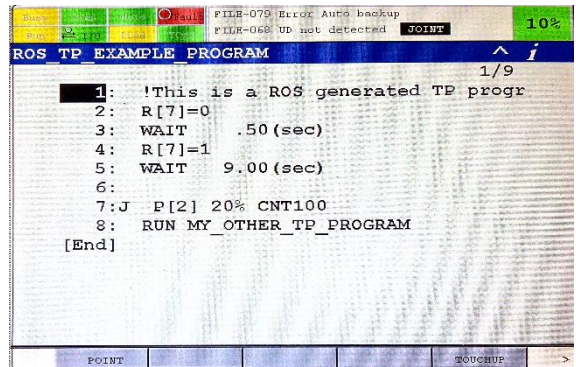 Busy Fault FILE-079 Error Auto backup
Run I/O FILE-068 UD not detected JOINT 10%
ROS_TP_EXAMPLE_PROGRAM
1/9
1: !This is a ROS generated TP progr
2: R[7]=0
3: WAIT .50(sec)
4: R[7]=1
5: WAIT 9.00(sec)
6:
7:J P[2] 20% CNT100
8: RUN MY_OTHER_TP_PROGRAM
[End]
POINT TOUCHUP >